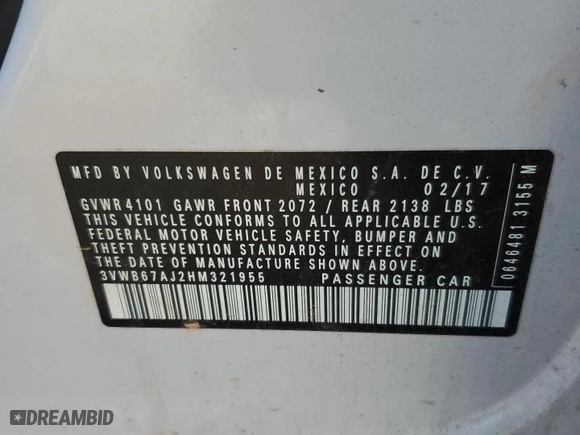 MFD BY VOLKSWAGEN DE MEXICO S.A. DE C.V.
MEXICO 02/17
GVWR 4101 GAWR FRONT 2072 / REAR 2138 LBS
THIS VEHICLE CONFORMS TO ALL APPLICABLE U.S.
FEDERAL MOTOR VEHICLE SAFETY, BUMPER AND
THEFT PREVENTION STANDARDS IN EFFECT ON
THE DATE OF MANUFACTURE SHOWN ABOVE.
3VWB67AJ2HM321955 PASSENGER CAR
0646481 3155 M
DREAMBID